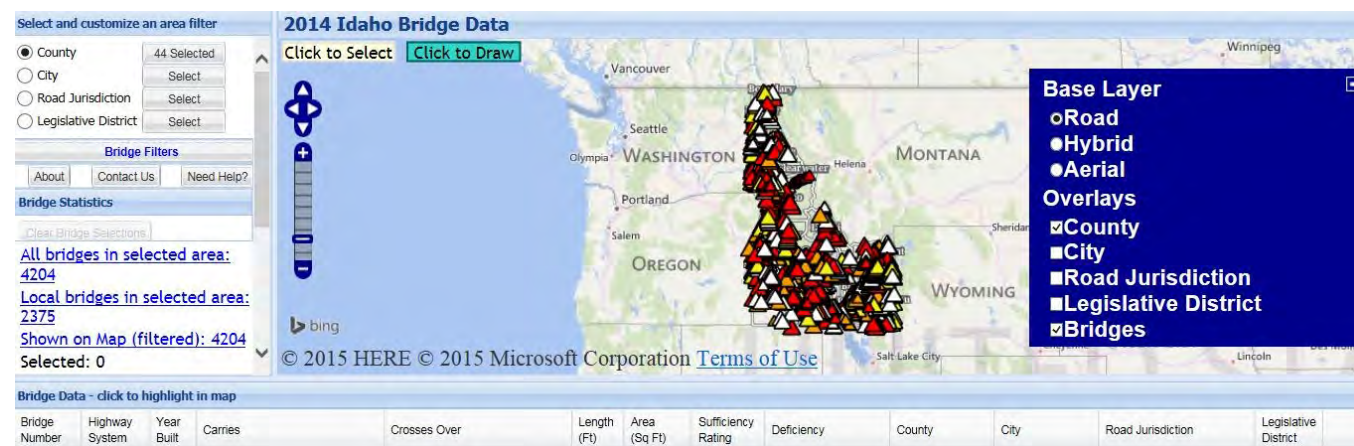 Select and customize an area filter
County
44 Selected
City
Select
Road Jurisdiction
Select
Legislative District
Select
Bridge Filters
About
Contact Us
Need Help?
Bridge Statistics
Clear Bridge Selections
All bridges in selected area:
4204
Local bridges in selected area:
2375
Shown on Map (filtered): 4204
Selected: 0
2014 Idaho Bridge Data
Click to Select
Click to Draw
Winnipeg
Vancouver
Seattle
Olympia
WASHINGTON
MONTANA
Helena
Portland
Salem
Sheridan
OREGON
WYOMING
bing
© 2015 HERE © 2015 Microsoft Corporation Terms of Use
Salt Lake City
Lincoln
Base Layer
Road
Hybrid
Aerial
Overlays
County
City
Road Jurisdiction
Legislative District
Bridges
Bridge Data - click to highlight in map
Bridge Number
Highway System
Year Built
Carries
Crosses Over
Length (Ft)
Area (Sq Ft)
Sufficiency Rating
Deficiency
County
City
Road Jurisdiction
Legislative District